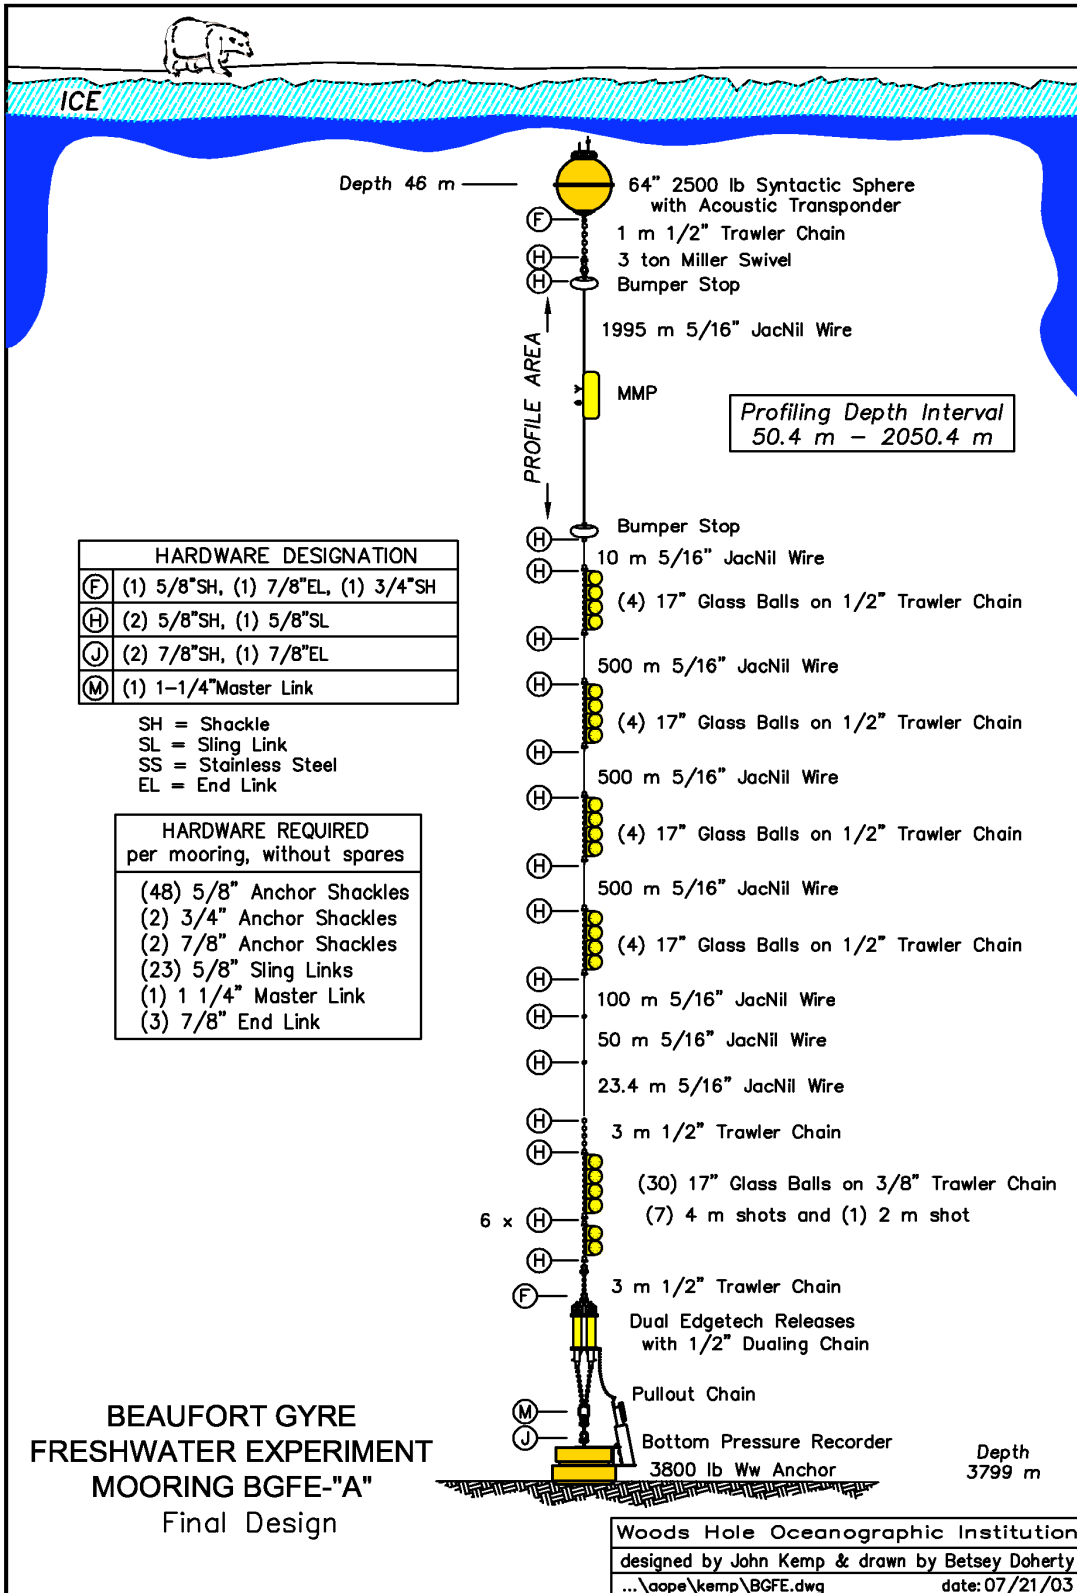 ICE
Depth 46 m
64" 2500 lb Syntactic Sphere
with Acoustic Transponder
F
1 m 1/2" Trawler Chain
H
3 ton Miller Swivel
H
Bumper Stop
1995 m 5/16" JacNil Wire
PROFILE AREA
MMP
Profiling Depth Interval
50.4 m – 2050.4 m
Bumper Stop
H
10 m 5/16" JacNil Wire
H
(4) 17" Glass Balls on 1/2" Trawler Chain
H
500 m 5/16" JacNil Wire
H
(4) 17" Glass Balls on 1/2" Trawler Chain
H
500 m 5/16" JacNil Wire
H
(4) 17" Glass Balls on 1/2" Trawler Chain
H
500 m 5/16" JacNil Wire
H
(4) 17" Glass Balls on 1/2" Trawler Chain
H
100 m 5/16" JacNil Wire
H
50 m 5/16" JacNil Wire
H
23.4 m 5/16" JacNil Wire
H
3 m 1/2" Trawler Chain
H
(30) 17" Glass Balls on 3/8" Trawler Chain
(7) 4 m shots and (1) 2 m shot
6 x H
H
3 m 1/2" Trawler Chain
F
Dual Edgetech Releases
with 1/2" Dualing Chain
Pullout Chain
M
J
Bottom Pressure Recorder
3800 lb Ww Anchor
Depth
3799 m
HARDWARE DESIGNATION
F (1) 5/8"SH, (1) 7/8"EL, (1) 3/4"SH
H (2) 5/8"SH, (1) 5/8"SL
J (2) 7/8"SH, (1) 7/8"EL
M (1) 1-1/4"Master Link
SH = Shackle
SL = Sling Link
SS = Stainless Steel
EL = End Link
HARDWARE REQUIRED
per mooring, without spares
(48) 5/8" Anchor Shackles
(2) 3/4" Anchor Shackles
(2) 7/8" Anchor Shackles
(23) 5/8" Sling Links
(1) 1 1/4" Master Link
(3) 7/8" End Link
BEAUFORT GYRE
FRESHWATER EXPERIMENT
MOORING BGFE-"A"
Final Design
Woods Hole Oceanographic Institution
designed by John Kemp & drawn by Betsey Doherty
...\aope\kemp\BGFE.dwg date: 07/21/03